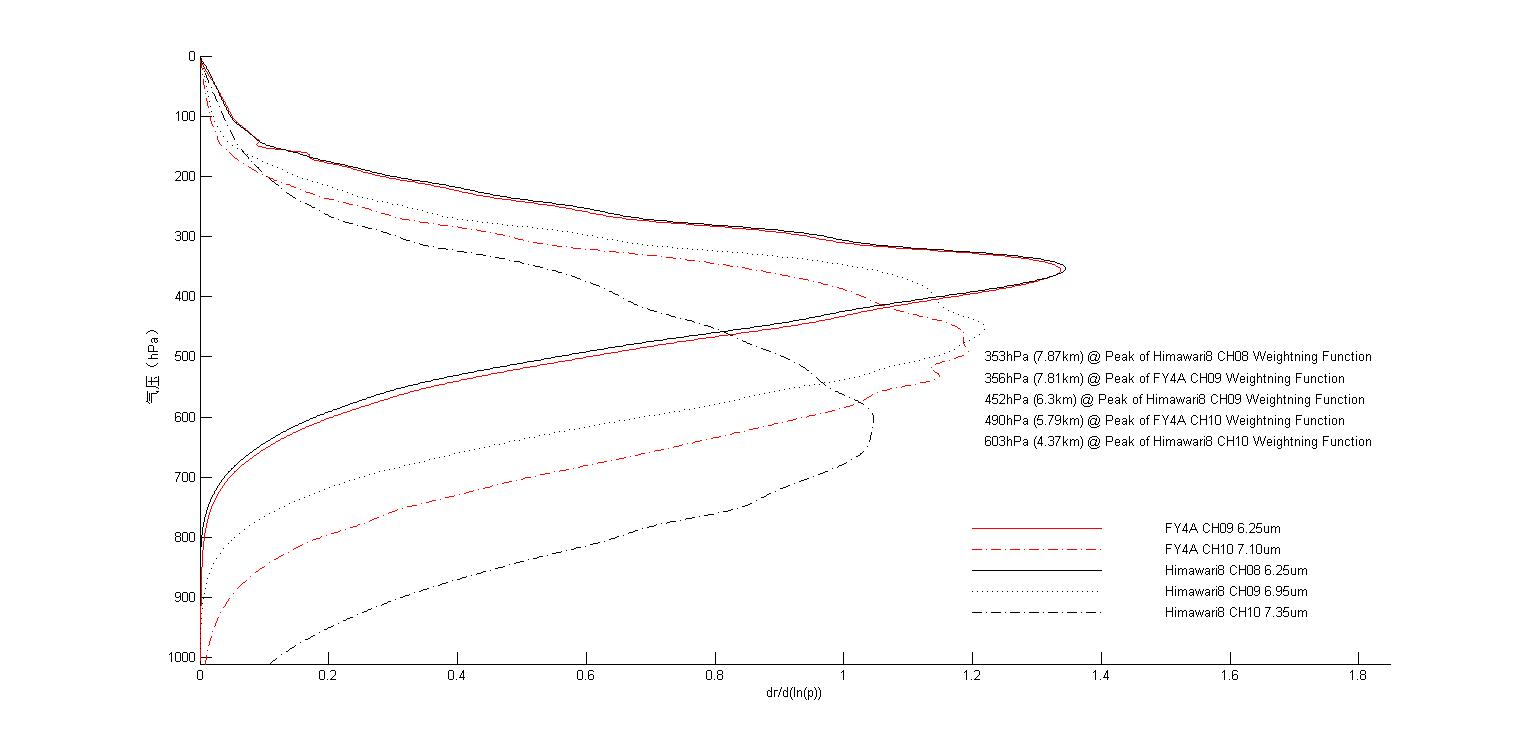 0
100
200
300
400
500
600
700
800
900
1000
气压（hPa）
353hPa (7.87km) @ Peak of Himawari8 CH08 Weightning Function
356hPa (7.81km) @ Peak of FY4A CH09 Weightning Function
452hPa (6.3km) @ Peak of Himawari8 CH09 Weightning Function
490hPa (5.79km) @ Peak of FY4A CH10 Weightning Function
603hPa (4.37km) @ Peak of Himawari8 CH10 Weightning Function
FY4A CH09 6.25um
FY4A CH10 7.10um
Himawari8 CH08 6.25um
Himawari8 CH09 6.95um
Himawari8 CH10 7.35um
0 0.2 0.4 0.6 0.8 1 1.2 1.4 1.6 1.8
dr/d(ln(p))